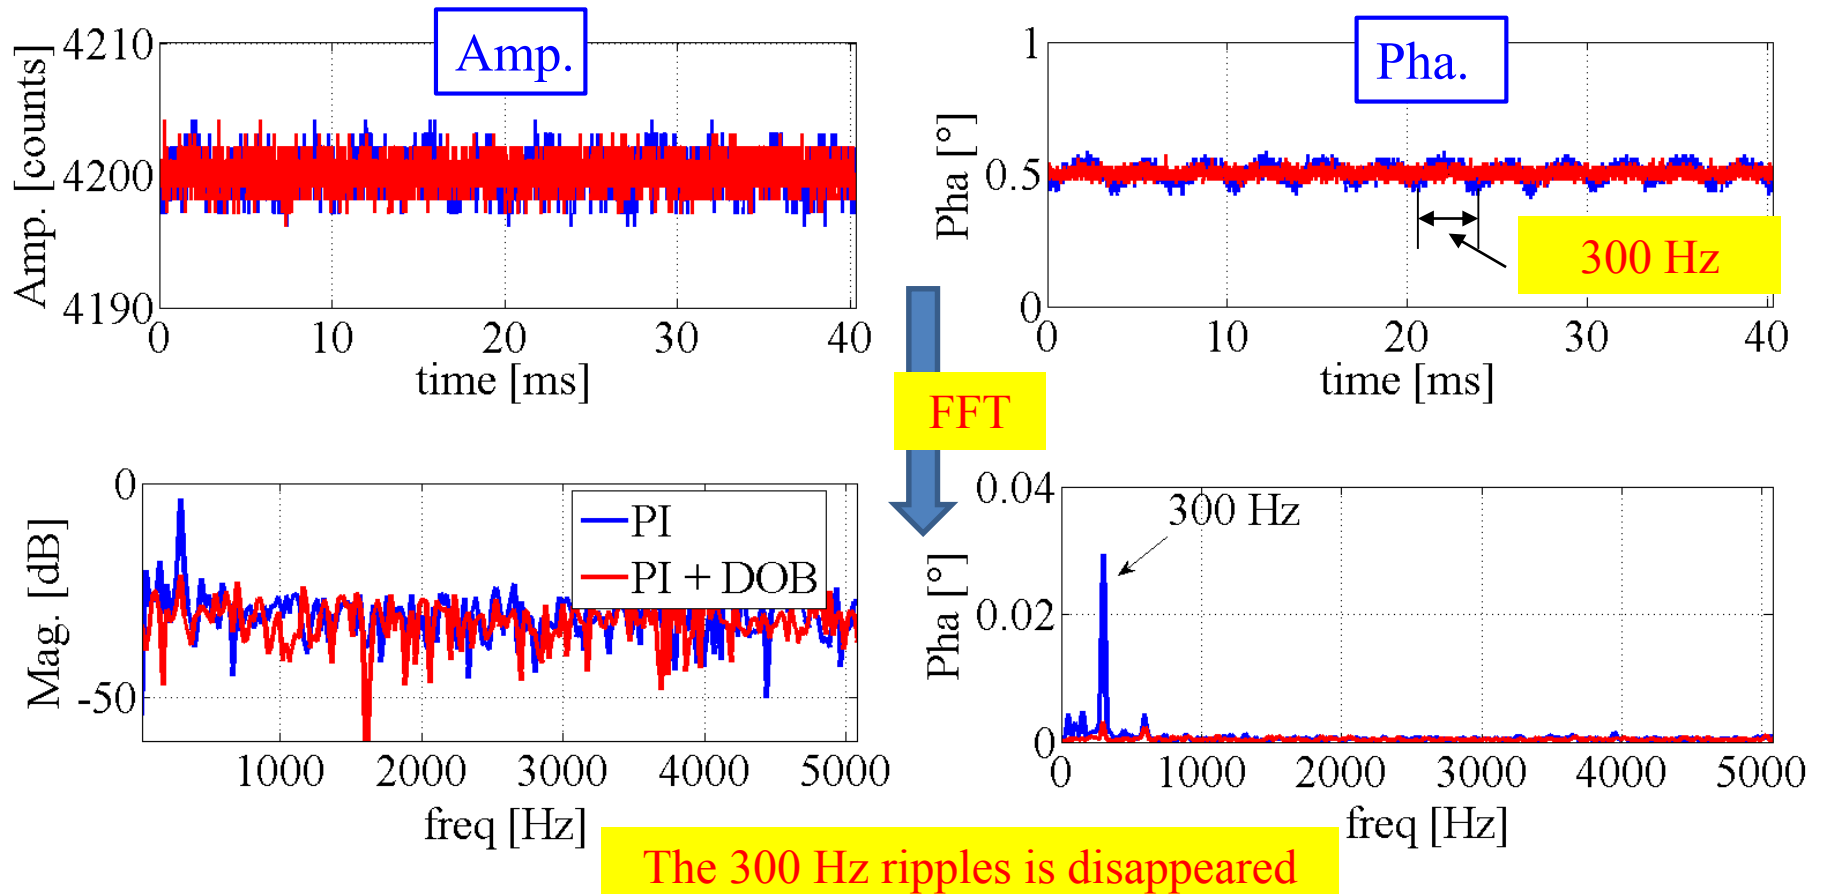 Amp.
Amp. [counts]
4210
4200
4190
0 10 20 30 40
time [ms]
Pha.
Pha [°]
1
0.5
0
300 Hz
0 10 20 30 40
time [ms]
FFT
Mag. [dB]
0
-50
PI
PI + DOB
1000 2000 3000 4000 5000
freq [Hz]
Pha [°]
0.04
0.02
0
300 Hz
0 1000 2000 3000 4000 5000
freq [Hz]
The 300 Hz ripples is disappeared